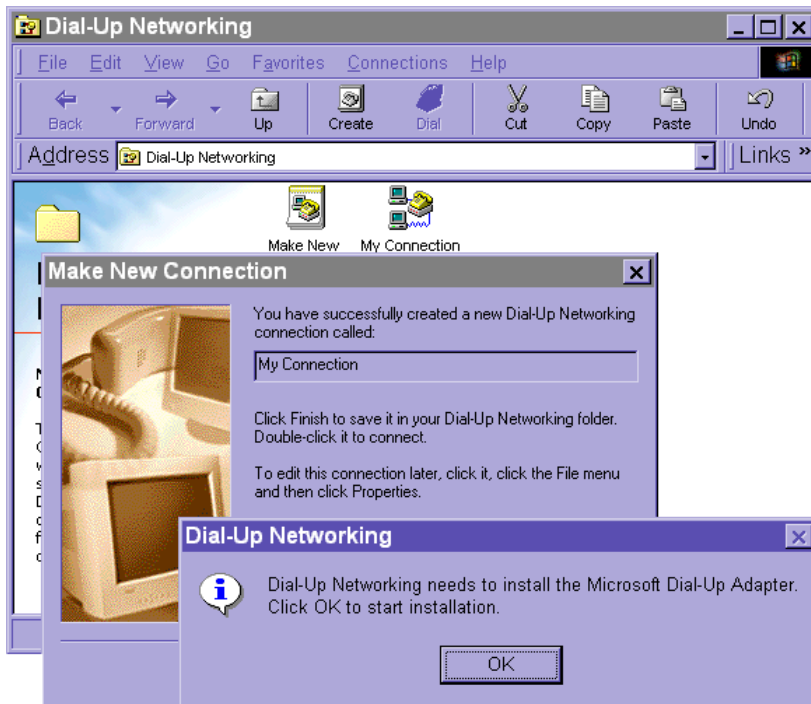 Dial-Up Networking
File Edit View Go Favorites Connections Help
Back Forward Up Create Dial Cut Copy Paste Undo
Address Dial-Up Networking Links »
Make New My Connection
Make New Connection
You have successfully created a new Dial-Up Networking
connection called:
My Connection
Click Finish to save it in your Dial-Up Networking folder.
Double-click it to connect.
To edit this connection later, click it, click the File menu
and then click Properties.
Dial-Up Networking
Dial-Up Networking needs to install the Microsoft Dial-Up Adapter.
Click OK to start installation.
OK